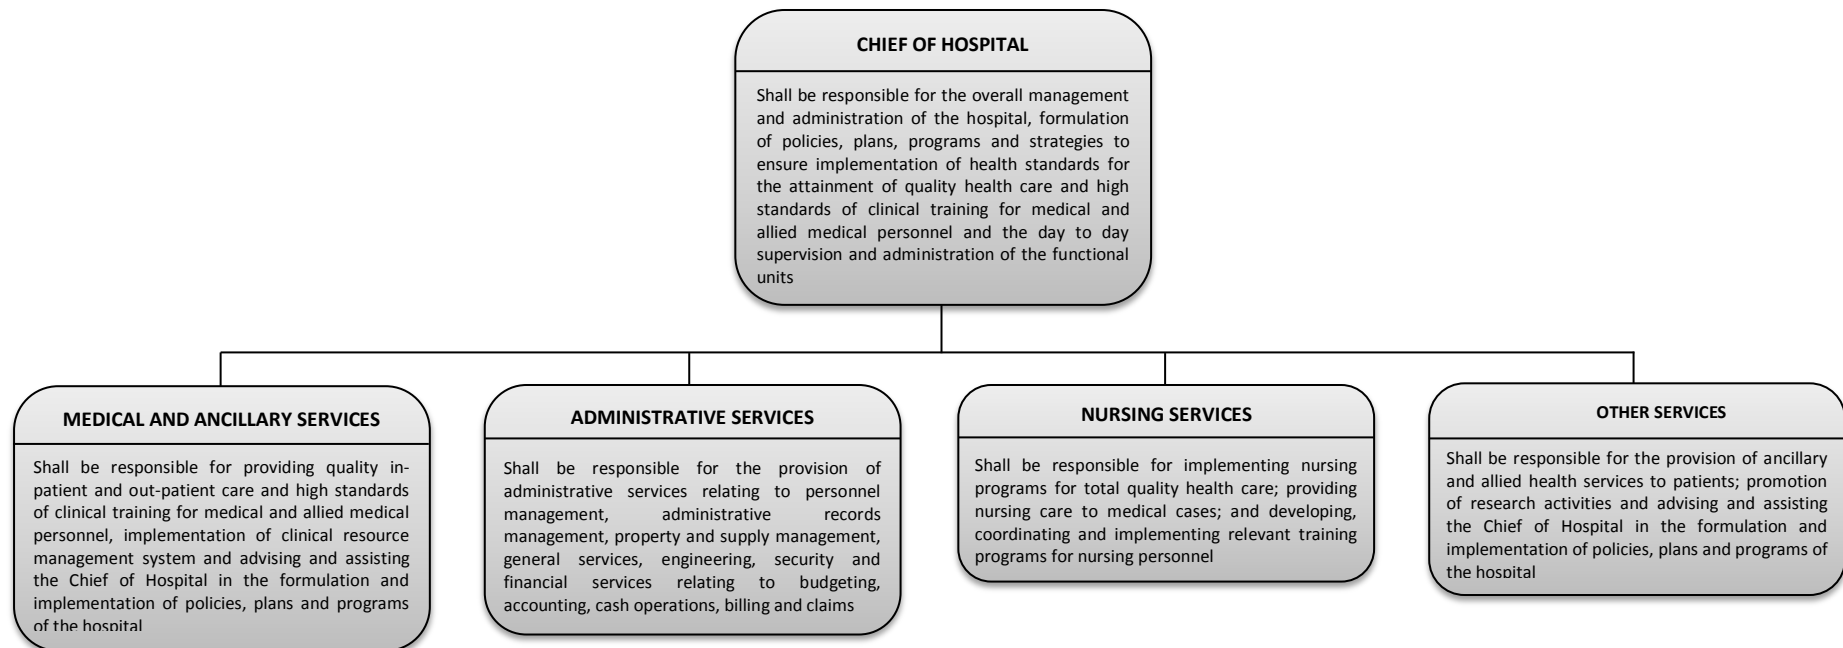 CHIEF OF HOSPITAL
Shall be responsible for the overall management
and administration of the hospital, formulation
of policies, plans, programs and strategies to
ensure implementation of health standards for
the attainment of quality health care and high
standards of clinical training for medical and
allied medical personnel and the day to day
supervision and administration of the functional
units
MEDICAL AND ANCILLARY SERVICES
Shall be responsible for providing quality in-
patient and out-patient care and high standards
of clinical training for medical and allied medical
personnel, implementation of clinical resource
management system and advising and assisting
the Chief of Hospital in the formulation and
implementation of policies, plans and programs
of the hospital
ADMINISTRATIVE SERVICES
Shall be responsible for the provision of
administrative services relating to personnel
management, administrative records
management, property and supply management,
general services, engineering, security and
financial services relating to budgeting,
accounting, cash operations, billing and claims
NURSING SERVICES
Shall be responsible for implementing nursing
programs for total quality health care; providing
nursing care to medical cases; and developing,
coordinating and implementing relevant training
programs for nursing personnel
OTHER SERVICES
Shall be responsible for the provision of ancillary
and allied health services to patients; promotion
of research activities and advising and assisting
the Chief of Hospital in the formulation and
implementation of policies, plans and programs of
the hospital